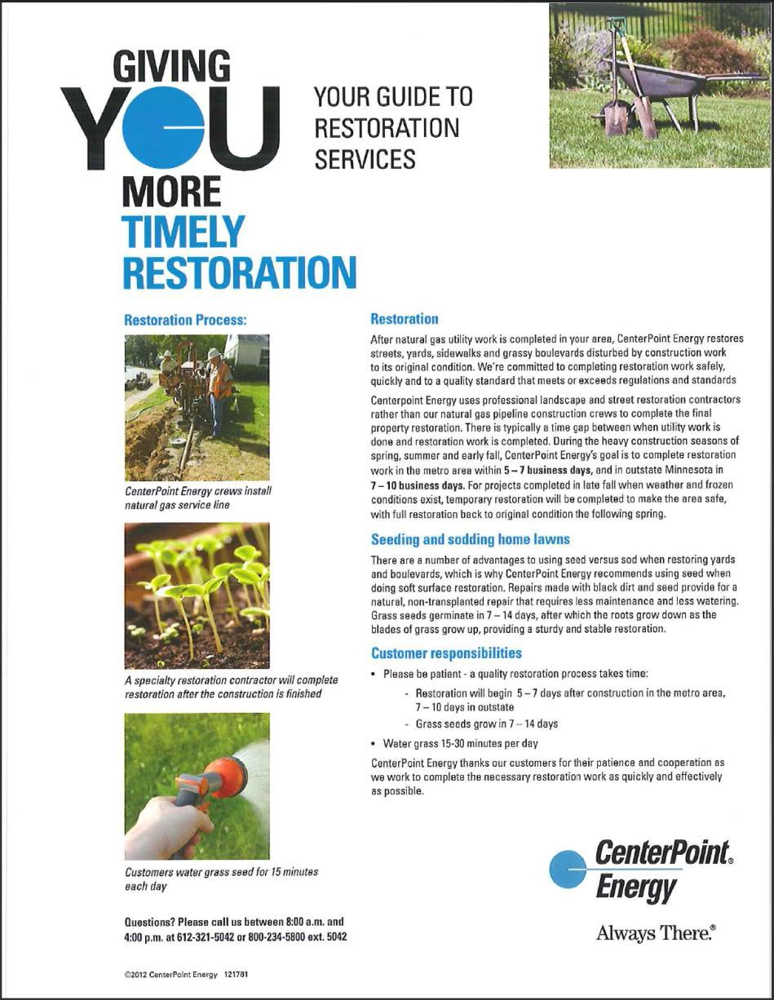 GIVING
YOU
MORE
TIMELY
RESTORATION
YOUR GUIDE TO
RESTORATION
SERVICES
Restoration Process:
CenterPoint Energy crews install
natural gas service line
A specialty restoration contractor will complete
restoration after the construction is finished
Customers water grass seed for 15 minutes
each day
Questions? Please call us between 8:00 a.m. and
4:00 p.m. at 612-321-5042 or 800-234-5800 ext. 5042
©2012 CenterPoint Energy 121781
Restoration
After natural gas utility work is completed in your area, CenterPoint Energy restores
streets, yards, sidewalks and grassy boulevards disturbed by construction work
to its original condition. We're committed to completing restoration work safely,
quickly and to a quality standard that meets or exceeds regulations and standards
Centerpoint Energy uses professional landscape and street restoration contractors
rather than our natural gas pipeline construction crews to complete the final
property restoration. There is typically a time gap between when utility work is
done and restoration work is completed. During the heavy construction seasons of
spring, summer and early fall, CenterPoint Energy's goal is to complete restoration
work in the metro area within 5 – 7 business days, and in outstate Minnesota in
7 – 10 business days. For projects completed in late fall when weather and frozen
conditions exist, temporary restoration will be completed to make the area safe,
with full restoration back to original condition the following spring.
Seeding and sodding home lawns
There are a number of advantages to using seed versus sod when restoring yards
and boulevards, which is why CenterPoint Energy recommends using seed when
doing soft surface restoration. Repairs made with black dirt and seed provide for a
natural, non-transplanted repair that requires less maintenance and less watering.
Grass seeds germinate in 7 – 14 days, after which the roots grow down as the
blades of grass grow up, providing a sturdy and stable restoration.
Customer responsibilities
• Please be patient - a quality restoration process takes time:
- Restoration will begin 5 – 7 days after construction in the metro area,
7 – 10 days in outstate
- Grass seeds grow in 7 – 14 days
• Water grass 15-30 minutes per day
CenterPoint Energy thanks our customers for their patience and cooperation as
we work to complete the necessary restoration work as quickly and effectively
as possible.
CenterPoint®
Energy
Always There.®